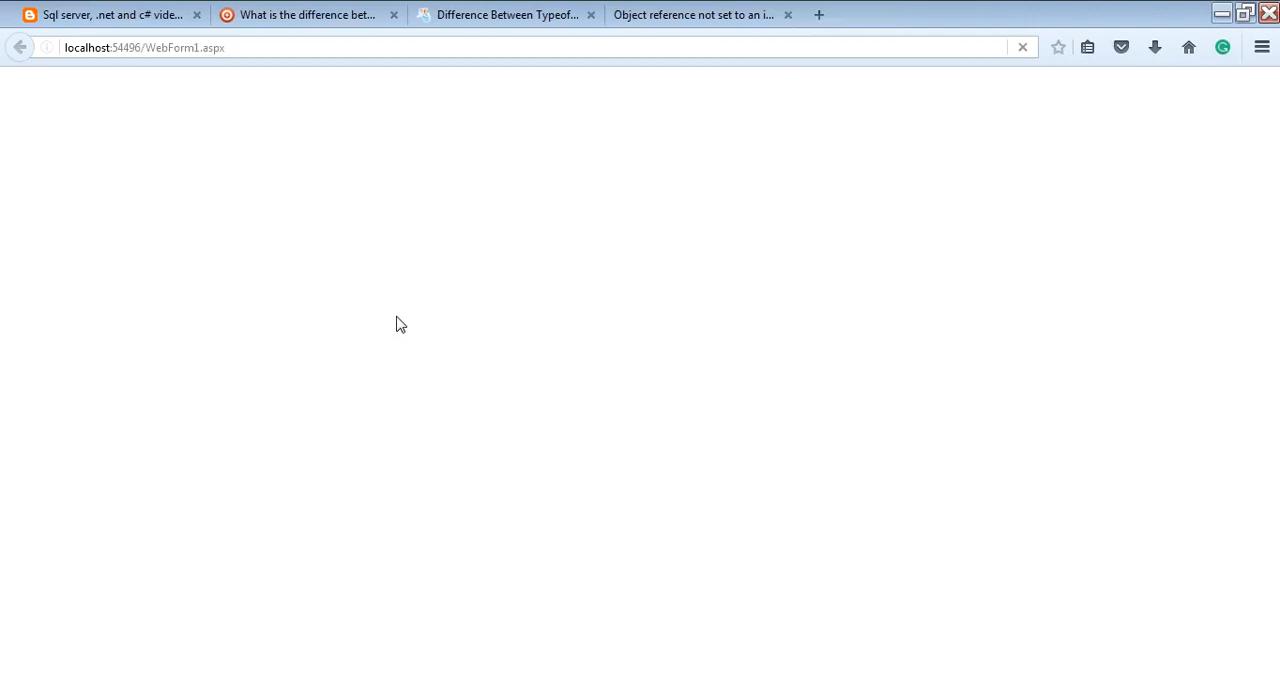 Sql server, .net and c# vide...
What is the difference bet...
Difference Between Typeof...
Object reference not set to an i...
localhost:54496/WebForm1.aspx